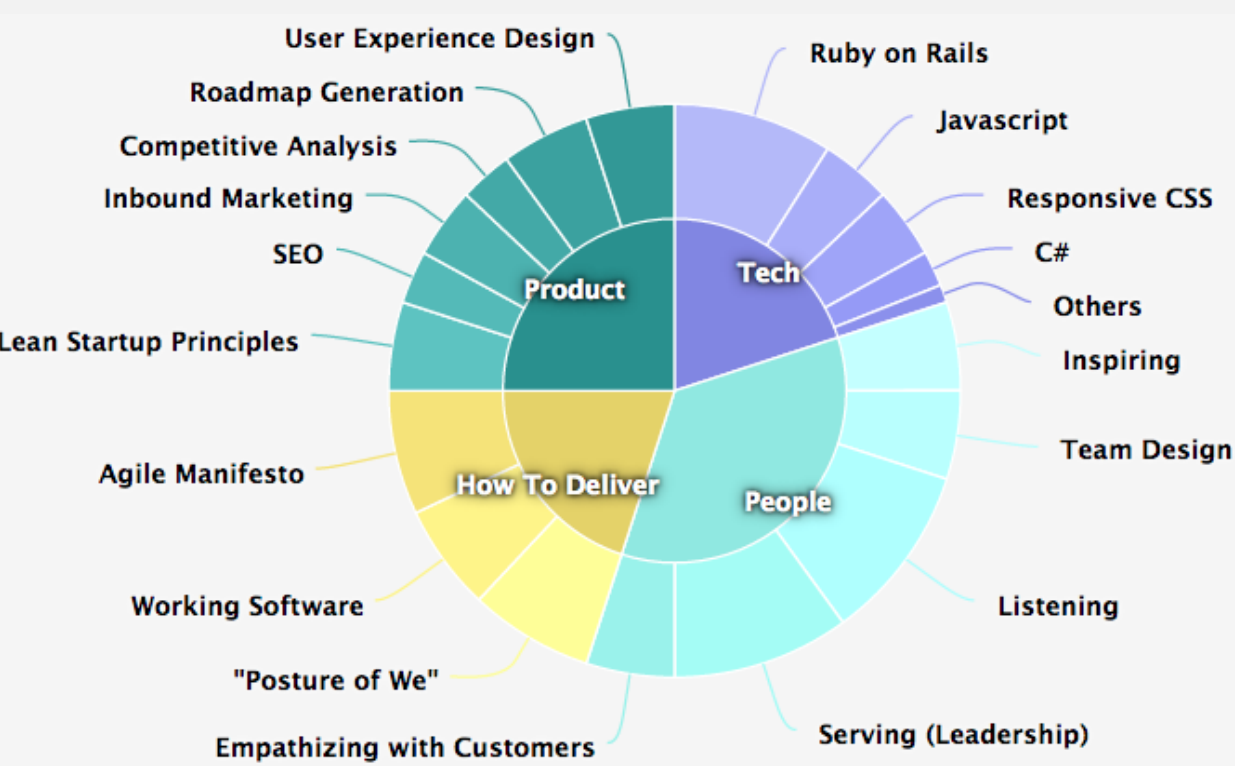 User Experience Design
Ruby on Rails
Roadmap Generation
Javascript
Competitive Analysis
Inbound Marketing
Responsive CSS
SEO
C#
Product
Tech
Others
Lean Startup Principles
Inspiring
Team Design
Agile Manifesto
How To Deliver
People
Working Software
Listening
"Posture of We"
Serving (Leadership)
Empathizing with Customers